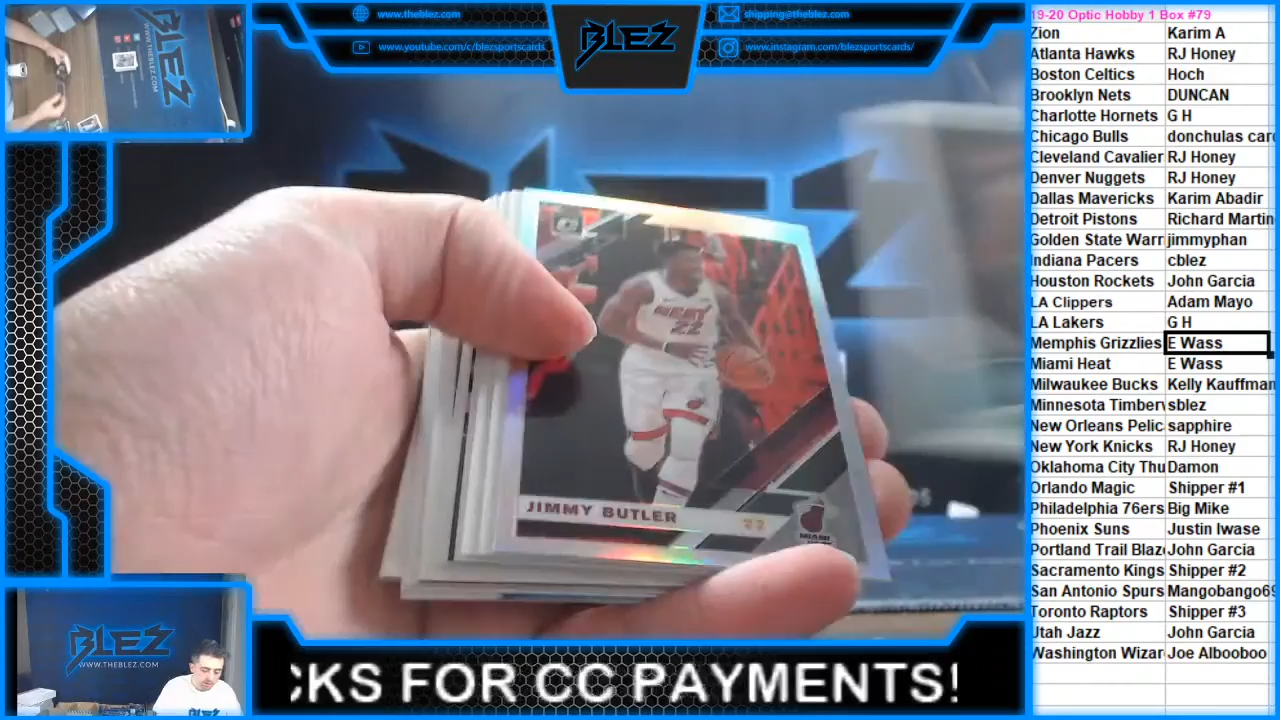 www.theblez.com
shipping@theblez.com
www.youtube.com/c/blezsportscards
www.instagram.com/blezsportscards/
BLEZ
JIMMY BUTLER 22
HEAT
22
MIAMI
CKS FOR CC PAYMENTS!
BLEZ
WWW.THEBLEZ.COM
19-20 Optic Hobby 1 Box #79
Zion Karim A
Atlanta Hawks RJ Honey
Boston Celtics Hoch
Brooklyn Nets DUNCAN
Charlotte Hornets G H
Chicago Bulls donchulas car
Cleveland Cavalier RJ Honey
Denver Nuggets RJ Honey
Dallas Mavericks Karim Abadir
Detroit Pistons Richard Martin
Golden State Warr jimmyphan
Indiana Pacers cblez
Houston Rockets John Garcia
LA Clippers Adam Mayo
LA Lakers G H
Memphis Grizzlies E Wass
Miami Heat E Wass
Milwaukee Bucks Kelly Kauffman
Minnesota Timberv sblez
New Orleans Pelic sapphire
New York Knicks RJ Honey
Oklahoma City Thu Damon
Orlando Magic Shipper #1
Philadelphia 76ers Big Mike
Phoenix Suns Justin Iwase
Portland Trail Blaz John Garcia
Sacramento Kings Shipper #2
San Antonio Spurs Mangobango69
Toronto Raptors Shipper #3
Utah Jazz John Garcia
Washington Wizar Joe Albooboo